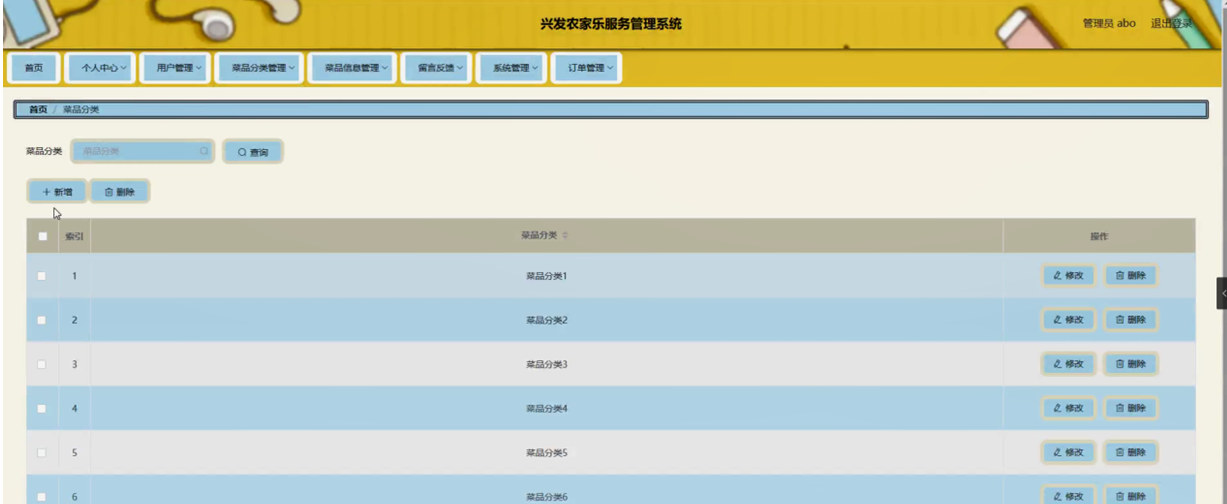 兴发农家乐服务管理系统
管理员 abo 退出登录
首页 个人中心 用户管理 菜品分类管理 菜品信息管理 留言反馈 系统管理 订单管理
首页 / 菜品分类
菜品分类 菜品分类 查询
+ 新增 删除
索引 菜品分类 操作
1 菜品分类1 修改 删除
2 菜品分类2 修改 删除
3 菜品分类3 修改 删除
4 菜品分类4 修改 删除
5 菜品分类5 修改 删除
6 菜品分类6 修改 删除